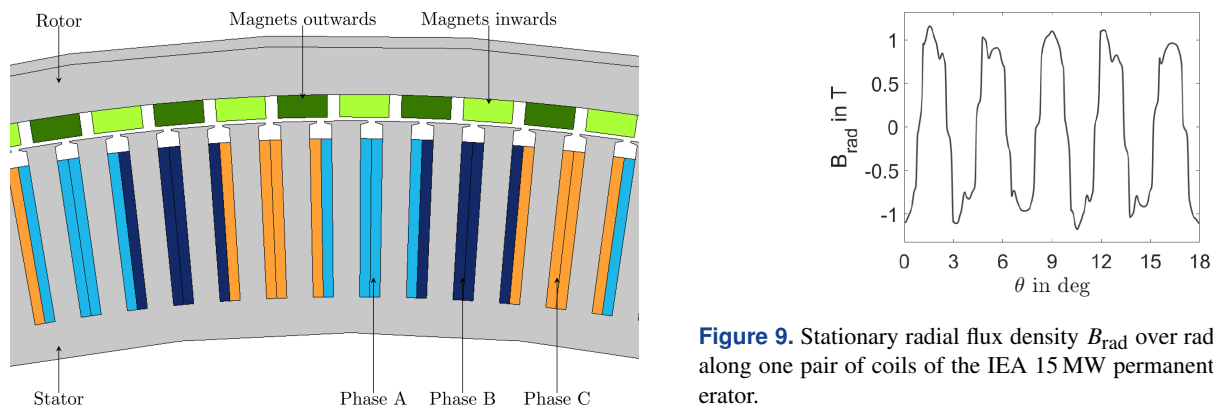 Rotor
Magnets outwards
Magnets inwards
Stator
Phase A
Phase B
Phase C
B_rad in T
1
0.5
0
-0.5
-1
0 3 6 9 12 15 18
θ in deg
Figure 9. Stationary radial flux density B_rad over rad
along one pair of coils of the IEA 15 MW permanent
erator.